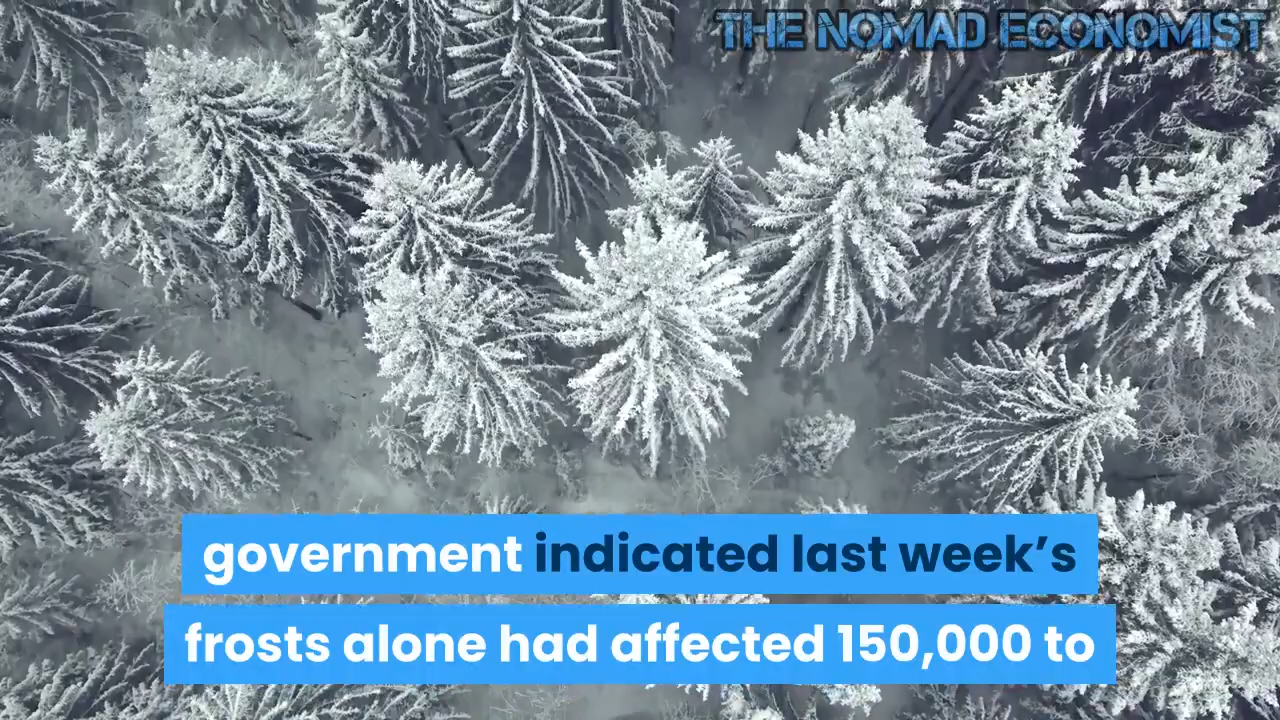 THE NOMAD ECONOMIST
government indicated last week’s
frosts alone had affected 150,000 to